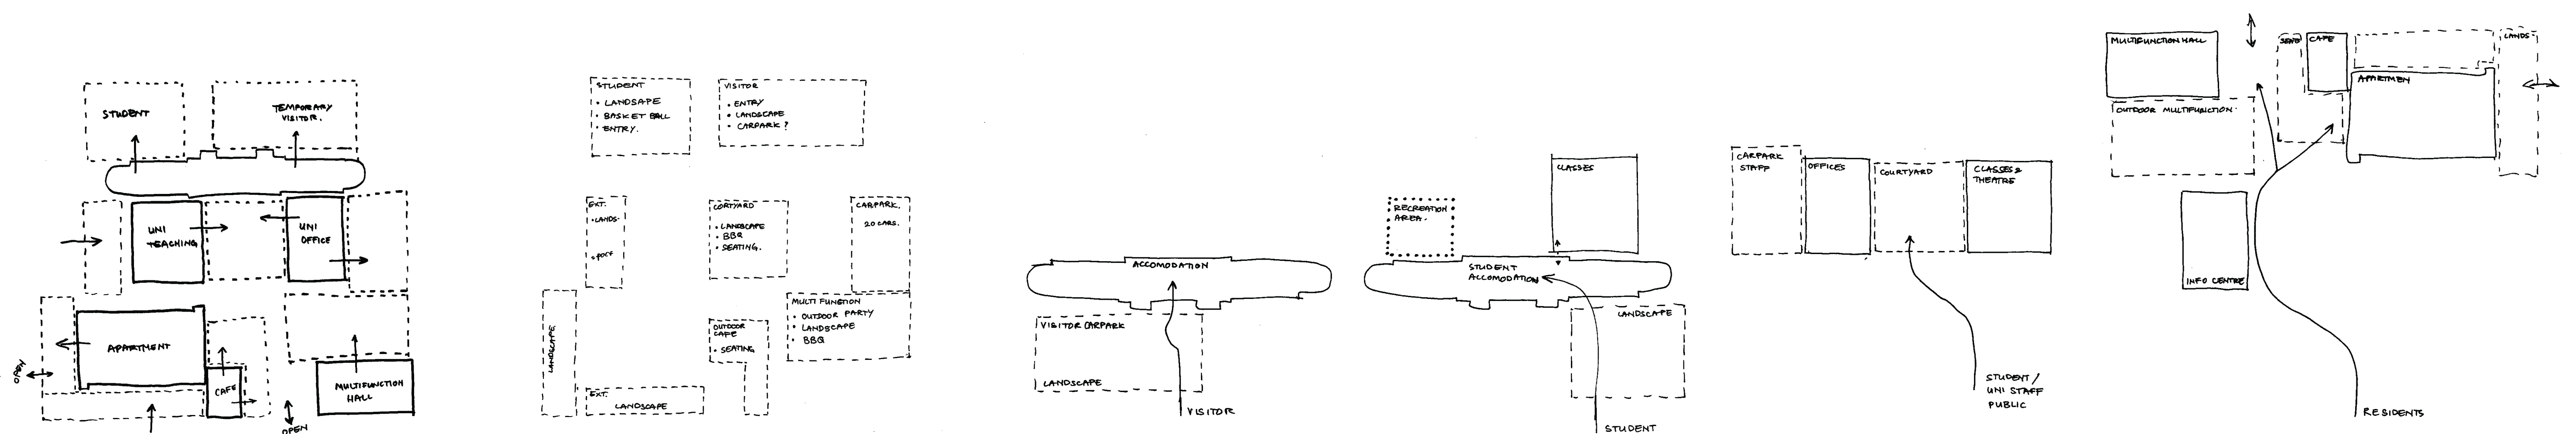 STUDENT
TEMPORARY
VISITOR.
UNI
TEACHING
UNI
OFFICE
APARTMENT
CAFE
MULTIFUNCTION
HALL
OPEN
OPEN
STUDENT
• LANDSAPE
• BASKET BALL
• ENTRY.
VISITOR
• ENTRY
• LANDSCAPE
• CARPARK ?
EXT.
• LANDS.
CORTYARD
• LANDSCAPE
• BBQ
• SEATING.
CARPARK.
20 CARS.
LANDSCAPE
OUTDOOR
CAFE
• SEATING
MULTI FUNCTION
• OUTDOOR PARTY
• LANDSCAPE
• BBQ
EXT.
LANDSCAPE
ACCOMODATION
VISITOR CARPARK
LANDSCAPE
VISITOR
RECREATION
AREA.
CLASSES
STUDENT
ACCOMODATION
LANDSCAPE
STUDENT
CARPARK
STAFF
OFFICES
COURTYARD
CLASSES &
THEATRE
STUDENT/
UNI STAFF
PUBLIC
MULTIFUNCTION HALL
OUTDOOR MULTIFUNCTION.
CAFE
APARTMEN
LANDS.
INFO CENTRE
RESIDENTS